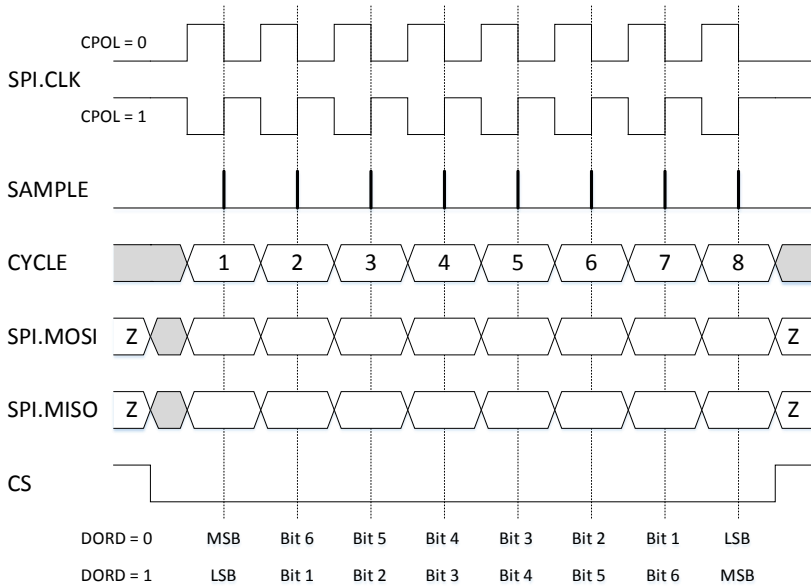 CPOL = 0
SPI.CLK
CPOL = 1
SAMPLE
CYCLE 1 2 3 4 5 6 7 8
SPI.MOSI Z Z
SPI.MISO Z Z
CS
DORD = 0 MSB Bit 6 Bit 5 Bit 4 Bit 3 Bit 2 Bit 1 LSB
DORD = 1 LSB Bit 1 Bit 2 Bit 3 Bit 4 Bit 5 Bit 6 MSB